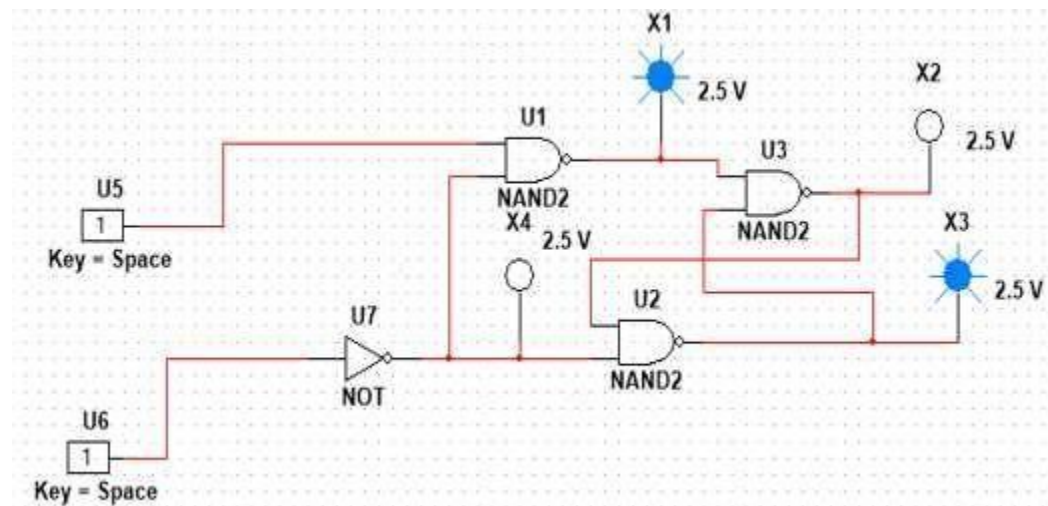 X1
2.5 V
X2
2.5 V
U1
NAND2
U3
NAND2
U5
1
Key = Space
X4
2.5 V
X3
2.5 V
U2
NAND2
U7
NOT
U6
1
Key = Space